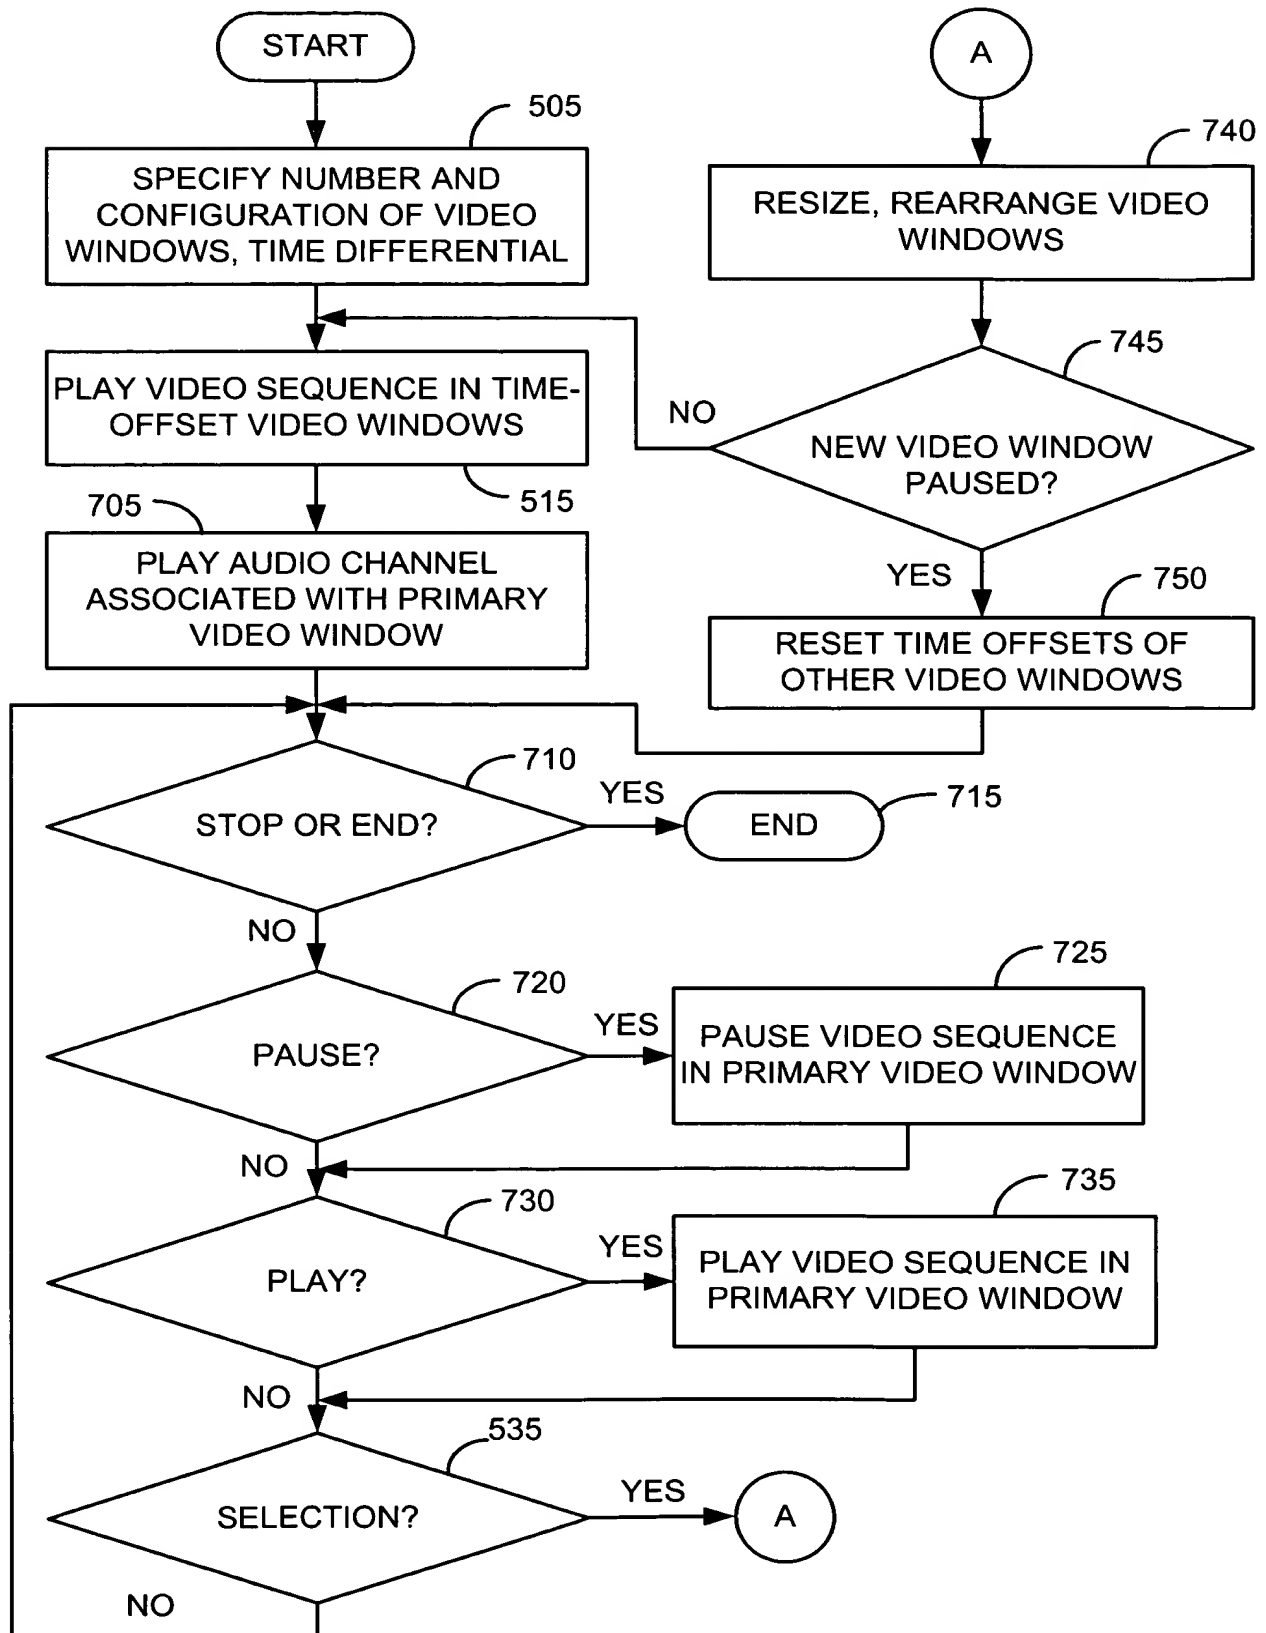 START
505
SPECIFY NUMBER AND
CONFIGURATION OF VIDEO
WINDOWS, TIME DIFFERENTIAL
PLAY VIDEO SEQUENCE IN TIME-
OFFSET VIDEO WINDOWS
515
705
PLAY AUDIO CHANNEL
ASSOCIATED WITH PRIMARY
VIDEO WINDOW
710
STOP OR END?
YES
END
715
NO
720
PAUSE?
YES
725
PAUSE VIDEO SEQUENCE
IN PRIMARY VIDEO WINDOW
NO
730
PLAY?
YES
735
PLAY VIDEO SEQUENCE IN
PRIMARY VIDEO WINDOW
NO
535
SELECTION?
YES
A
NO
A
740
RESIZE, REARRANGE VIDEO
WINDOWS
745
NEW VIDEO WINDOW
PAUSED?
NO
YES
750
RESET TIME OFFSETS OF
OTHER VIDEO WINDOWS